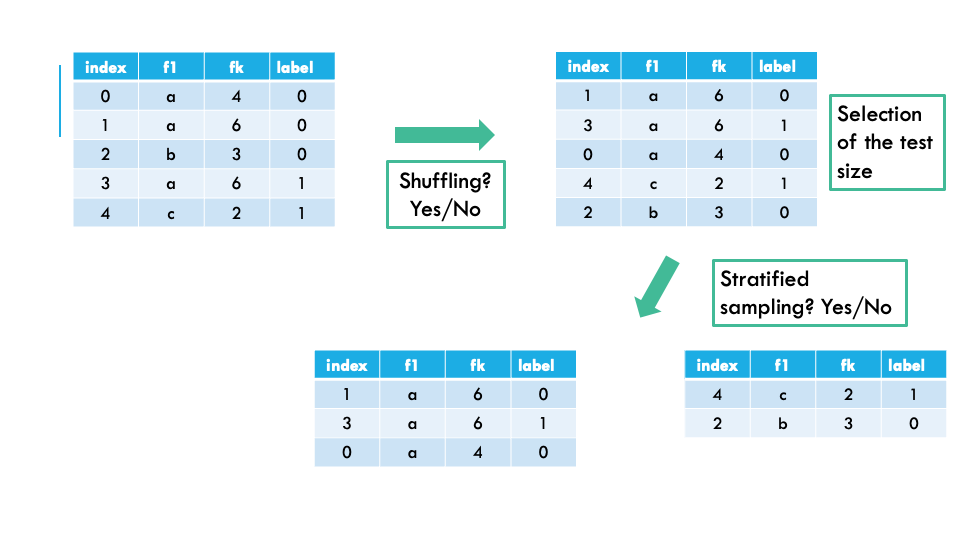 index f1 fk label
0 a 4 0
1 a 6 0
2 b 3 0
3 a 6 1
4 c 2 1
Shuffling?
Yes/No
index f1 fk label
1 a 6 0
3 a 6 1
0 a 4 0
4 c 2 1
2 b 3 0
Selection
of the test
size
Stratified
sampling? Yes/No
index f1 fk label
1 a 6 0
3 a 6 1
0 a 4 0
index f1 fk label
4 c 2 1
2 b 3 0